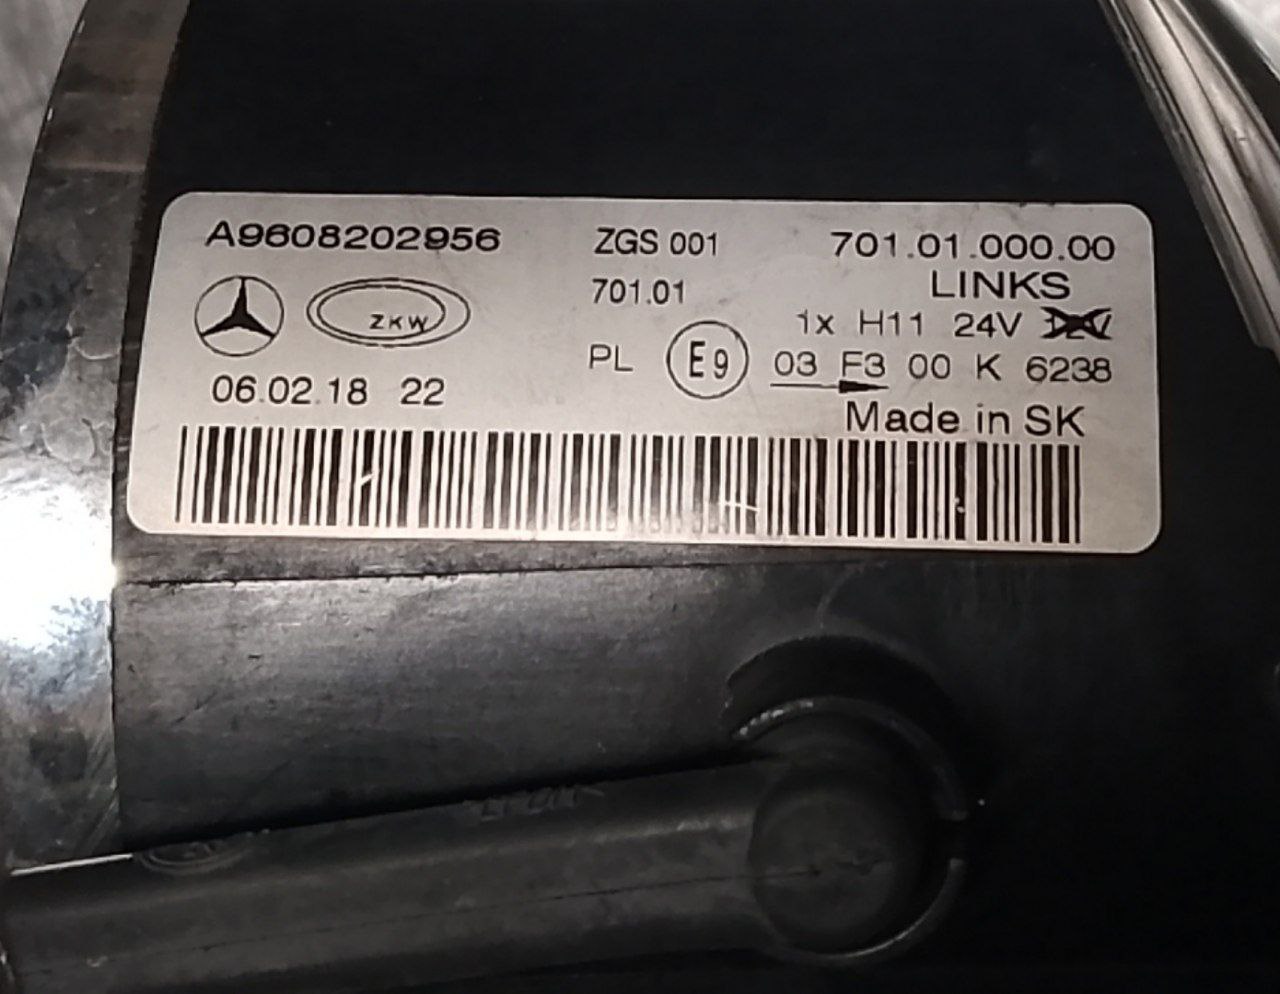 A9608202956 ZGS 001 701.01.000.00
701.01 LINKS
ZKW 1x H11 24V
PL E9 03 F3 00 K 6238
06.02.18 22 Made in SK